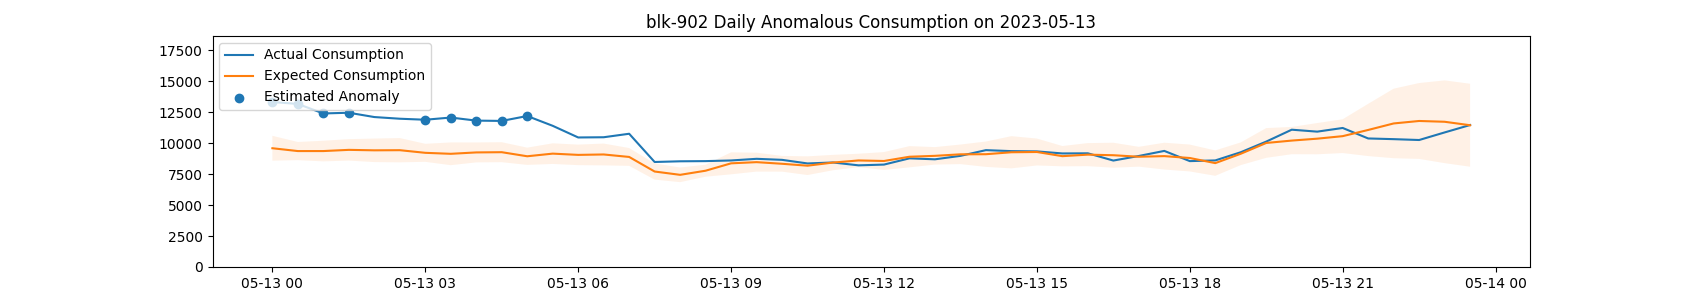 blk-902 Daily Anomalous Consumption on 2023-05-13
17500
15000
12500
10000
7500
5000
2500
0
Actual Consumption
Expected Consumption
Estimated Anomaly
05-13 00 05-13 03 05-13 06 05-13 09 05-13 12 05-13 15 05-13 18 05-13 21 05-14 00